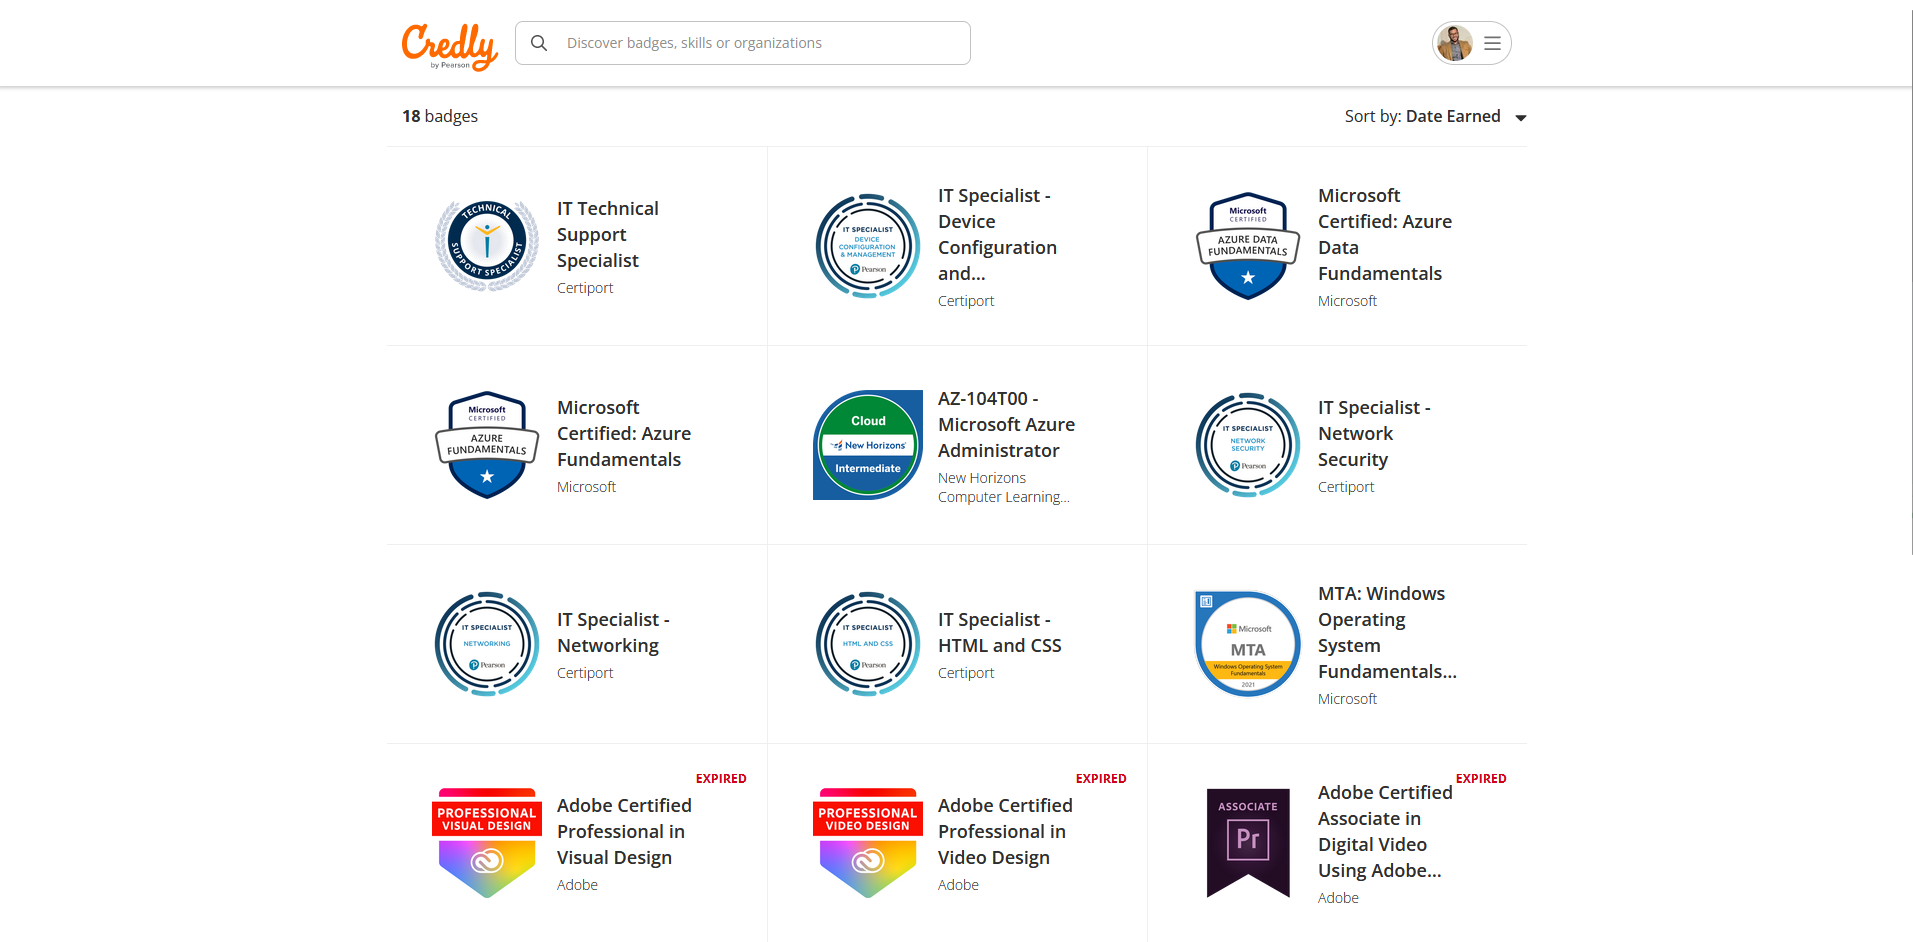 Credly
by Pearson
Discover badges, skills or organizations
18 badges
Sort by: Date Earned
TECHNICAL
SUPPORT SPECIALIST
IT Technical
Support
Specialist
Certiport
IT SPECIALIST
DEVICE
CONFIGURATION
& MANAGEMENT
Pearson
IT Specialist -
Device
Configuration
and...
Certiport
Microsoft
CERTIFIED
AZURE DATA
FUNDAMENTALS
Microsoft
Certified: Azure
Data
Fundamentals
Microsoft
Microsoft
CERTIFIED
AZURE
FUNDAMENTALS
Microsoft
Certified: Azure
Fundamentals
Microsoft
Cloud
New Horizons
Intermediate
AZ-104T00 -
Microsoft Azure
Administrator
New Horizons
Computer Learning...
IT SPECIALIST
NETWORK
SECURITY
Pearson
IT Specialist -
Network
Security
Certiport
IT SPECIALIST
NETWORKING
Pearson
IT Specialist -
Networking
Certiport
IT SPECIALIST
HTML AND CSS
Pearson
IT Specialist -
HTML and CSS
Certiport
Microsoft
MTA
Windows Operating System
Fundamentals
2021
MTA: Windows
Operating
System
Fundamentals...
Microsoft
EXPIRED
PROFESSIONAL
VISUAL DESIGN
Adobe Certified
Professional in
Visual Design
Adobe
EXPIRED
PROFESSIONAL
VIDEO DESIGN
Adobe Certified
Professional in
Video Design
Adobe
EXPIRED
ASSOCIATE
Pr
Adobe Certified
Associate in
Digital Video
Using Adobe...
Adobe